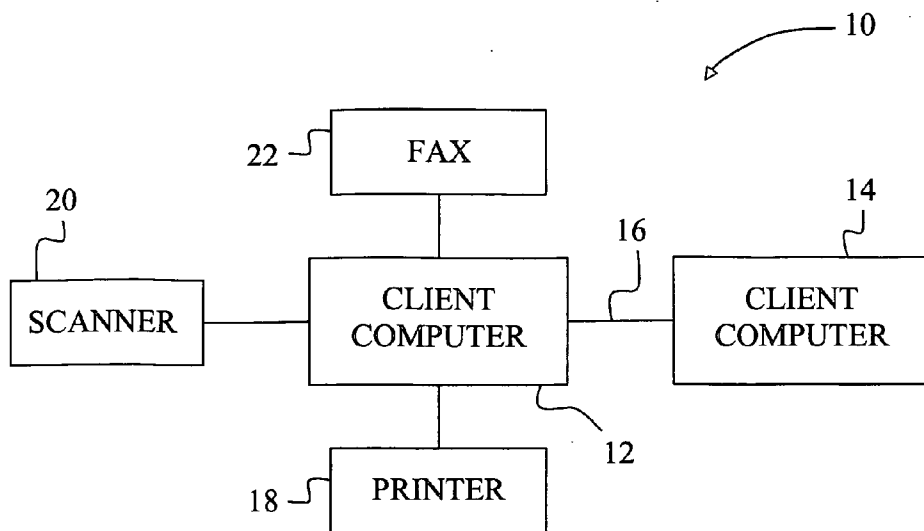 10
22
FAX
20
16
14
SCANNER
CLIENT
COMPUTER
CLIENT
COMPUTER
12
18
PRINTER